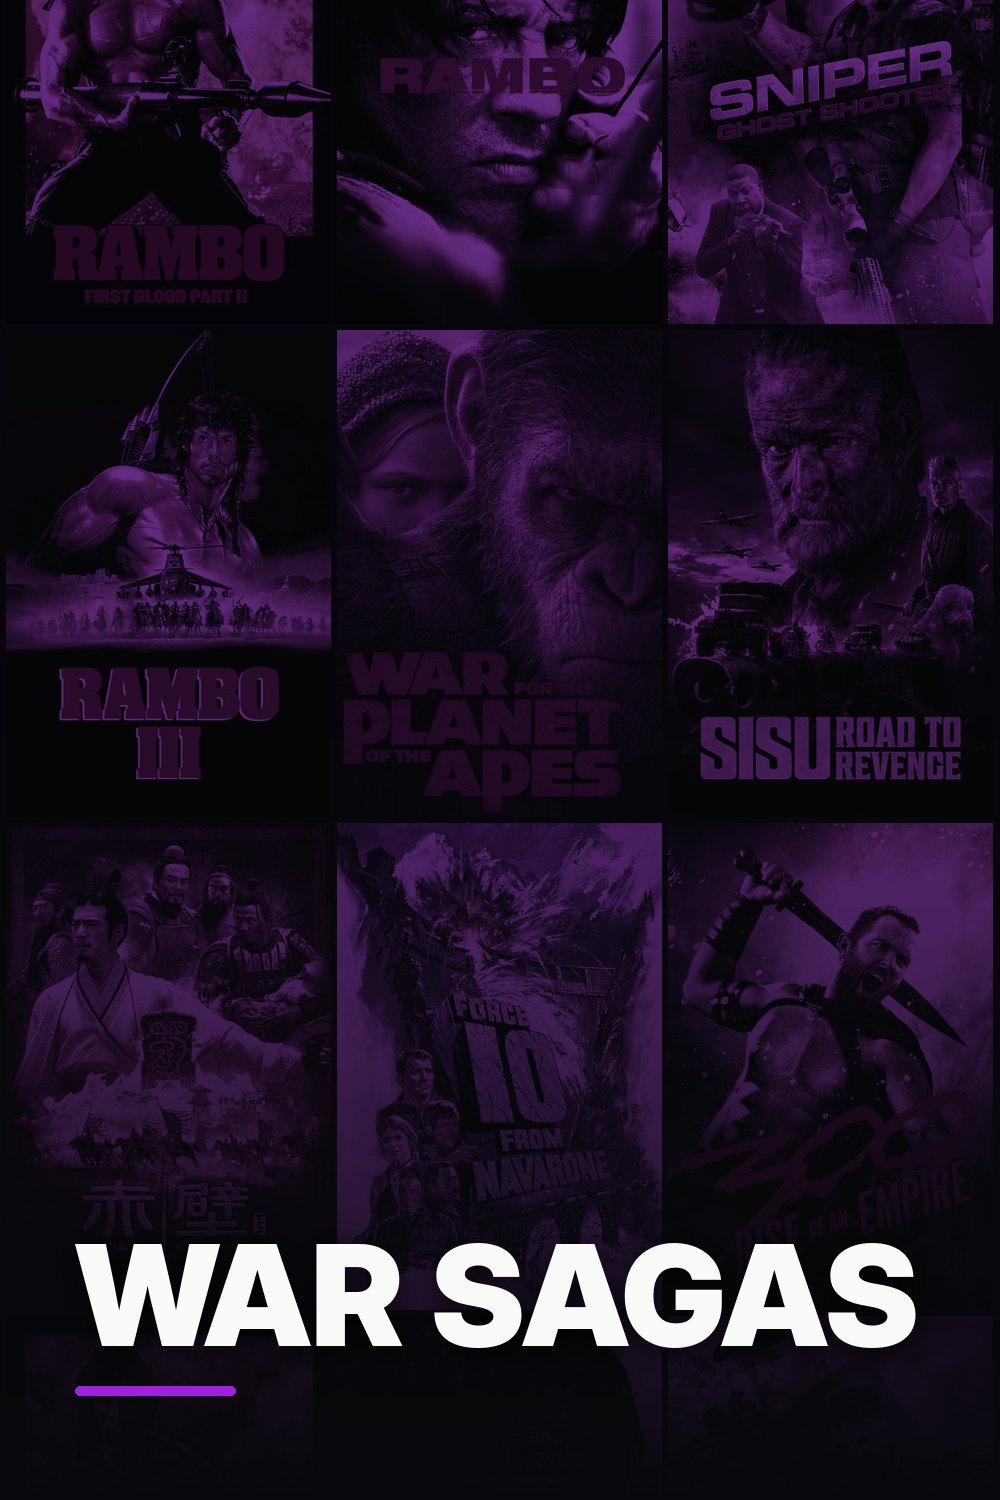 RAMBO
FIRST BLOOD PART II
RAMBO
SNIPER
GHOST SHOOTER
RAMBO
III
WAR FOR THE
PLANET
OF THE APES
SISU ROAD TO
REVENGE
赤壁
FORCE
10
FROM
NAVARONE
300
RISE OF AN EMPIRE
WAR SAGAS